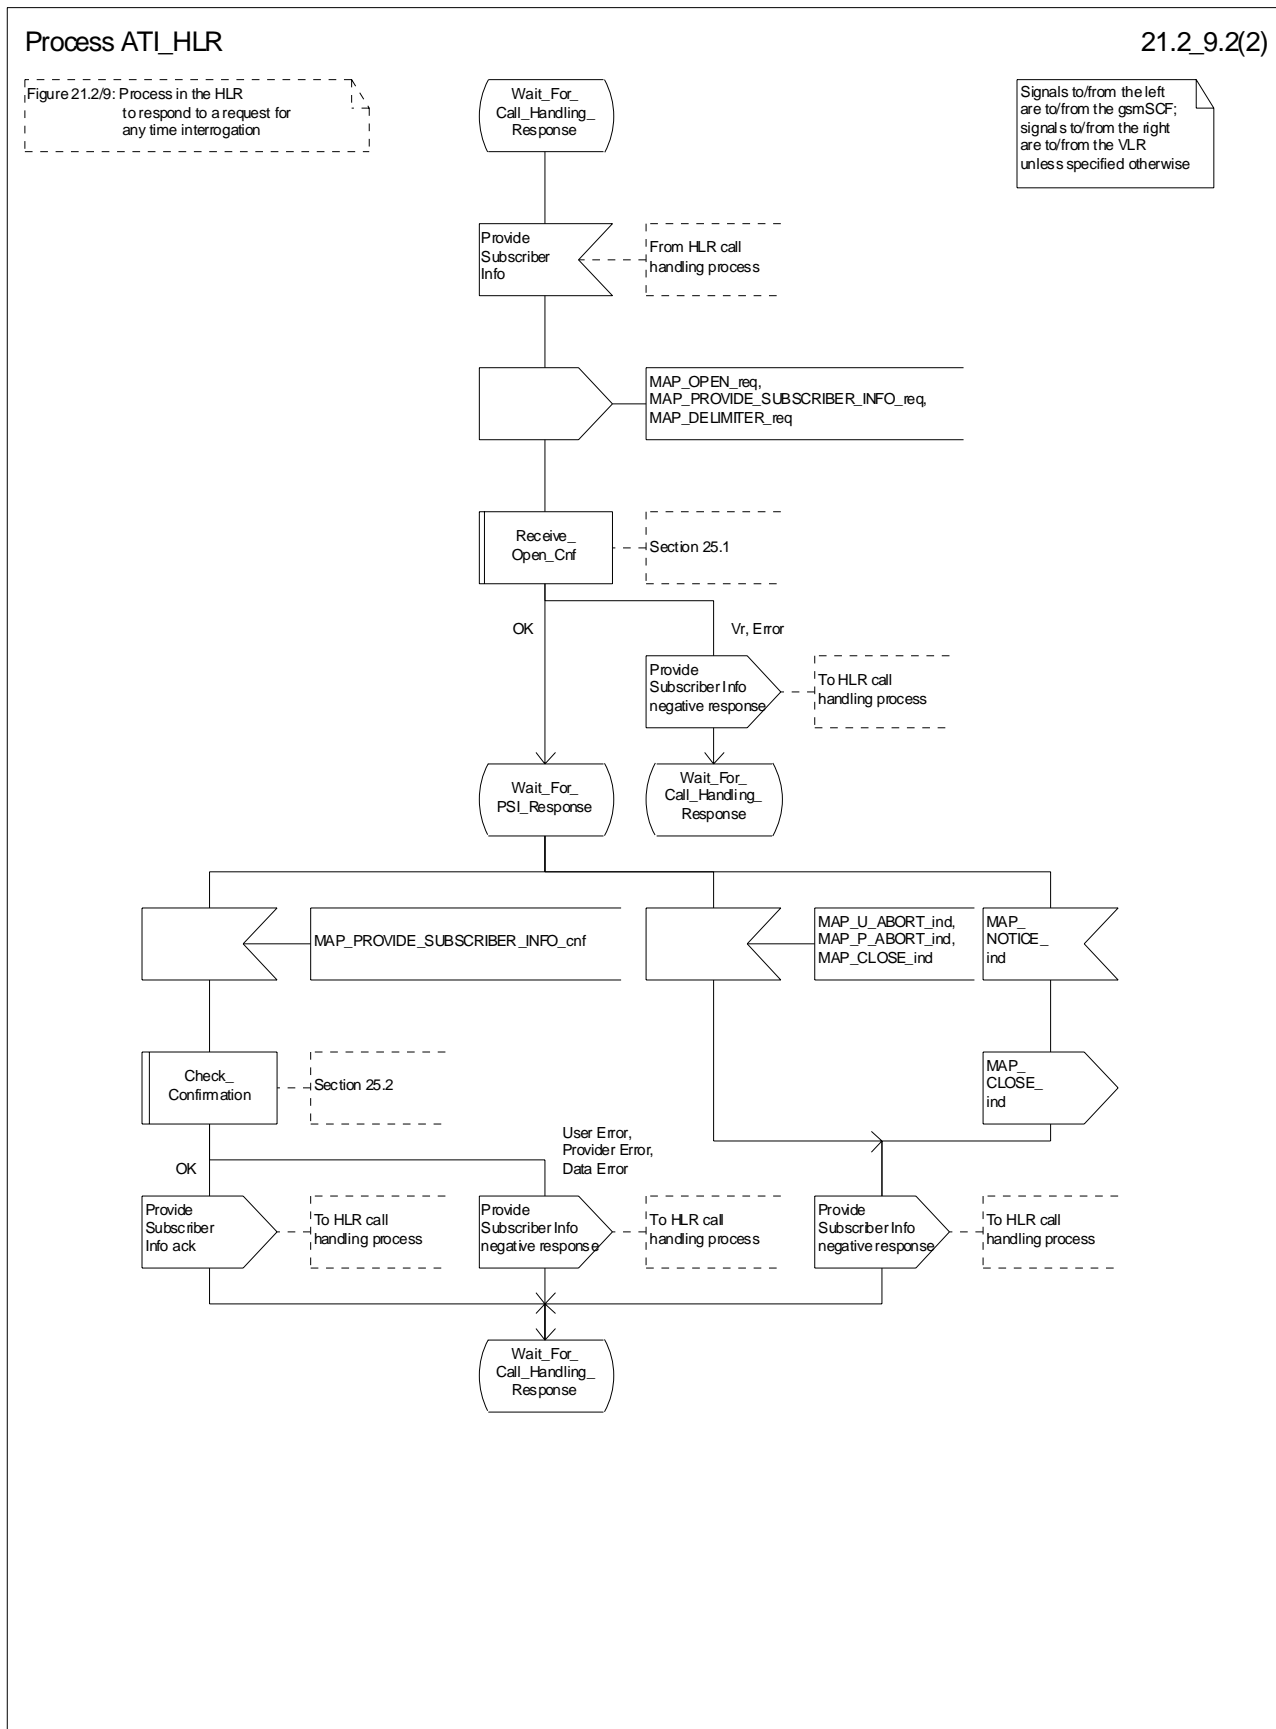 Process ATI_HLR
21.2_9.2(2)
Figure 21.2/9: Process in the HLR
to respond to a request for
any time interrogation
Wait_For_
Call_Handling_
Response
Signals to/from the left
are to/from the gsmSCF;
signals to/from the right
are to/from the VLR
unless specified otherwise
Provide
Subscriber
Info
From HLR call
handling process
MAP_OPEN_req,
MAP_PROVIDE_SUBSCRIBER_INFO_req,
MAP_DELIMITER_req
Receive_
Open_Cnf
Section 25.1
OK
Vr, Error
Provide
Subscriber Info
negative response
To HLR call
handling process
Wait_For_
PSI_Response
Wait_For_
Call_Handling_
Response
MAP_PROVIDE_SUBSCRIBER_INFO_cnf
MAP_U_ABORT_ind,
MAP_P_ABORT_ind,
MAP_CLOSE_ind
MAP_
NOTICE_
ind
Check_
Confirmation
Section 25.2
MAP_
CLOSE_
ind
OK
User Error,
Provider Error,
Data Error
Provide
Subscriber
Info ack
To HLR call
handling process
Provide
Subscriber Info
negative response
To HLR call
handling process
Provide
Subscriber Info
negative response
To HLR call
handling process
Wait_For_
Call_Handling_
Response